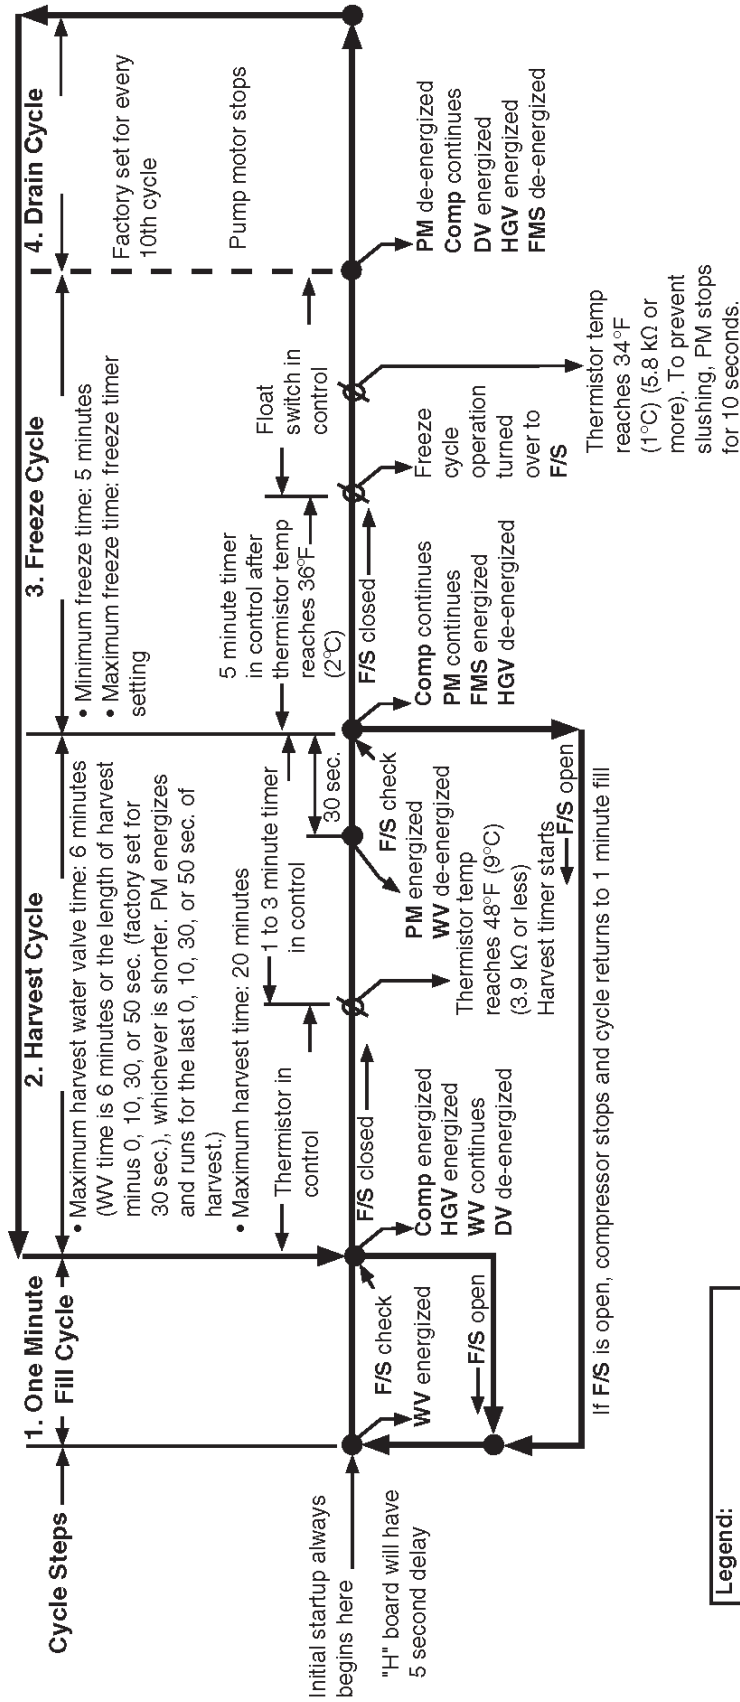 Cycle Steps
1. One Minute
Fill Cycle
2. Harvest Cycle
3. Freeze Cycle
4. Drain Cycle
• Maximum harvest water valve time: 6 minutes
(WV time is 6 minutes or the length of harvest
minus 0, 10, 30, or 50 sec. (factory set for
30 sec.), whichever is shorter. PM energizes
and runs for the last 0, 10, 30, or 50 sec. of
harvest.)
• Maximum harvest time: 20 minutes
• Minimum freeze time: 5 minutes
• Maximum freeze time: freeze timer
setting
Factory set for every
10th cycle
Pump motor stops
Thermistor in
control
1 to 3 minute timer
in control
30 sec.
5 minute timer
in control after
thermistor temp
reaches 36°F
(2°C)
Float
switch in
control
Initial startup always
begins here
"H" board will have
5 second delay
F/S check
WV energized
F/S open
F/S closed
Comp energized
HGV energized
WV continues
DV de-energized
Thermistor temp
reaches 48°F (9°C)
(3.9 kΩ or less)
Harvest timer starts
PM energized
WV de-energized
F/S check
F/S open
F/S closed
Comp continues
PM continues
FMS energized
HGV de-energized
Freeze
cycle
operation
turned
over to
F/S
Thermistor temp
reaches 34°F
(1°C) (5.8 kΩ or
more). To prevent
slushing, PM stops
for 10 seconds.
PM de-energized
Comp continues
DV energized
HGV energized
FMS de-energized
If F/S is open, compressor stops and cycle returns to 1 minute fill
Legend: